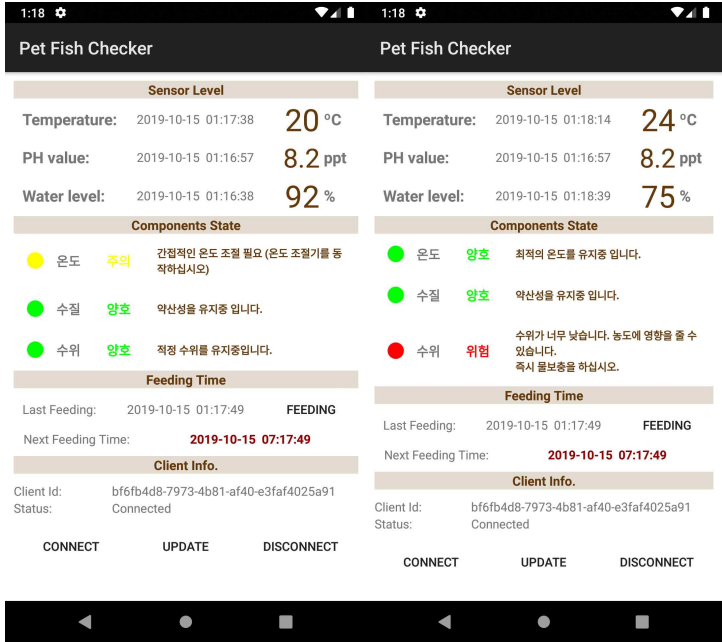 1:18
Pet Fish Checker
Sensor Level
Temperature: 2019-10-15 01:17:38 20 ºC
PH value: 2019-10-15 01:16:57 8.2 ppt
Water level: 2019-10-15 01:16:38 92 %
Components State
온도 주의 간접적인 온도 조절 필요 (온도 조절기를 동
작하십시오)
수질 양호 약산성을 유지중 입니다.
수위 양호 적정 수위를 유지중입니다.
Feeding Time
Last Feeding: 2019-10-15 01:17:49 FEEDING
Next Feeding Time: 2019-10-15 07:17:49
Client Info.
Client Id: bf6fb4d8-7973-4b81-af40-e3faf4025a91
Status: Connected
CONNECT UPDATE DISCONNECT
1:18
Pet Fish Checker
Sensor Level
Temperature: 2019-10-15 01:18:14 24 ºC
PH value: 2019-10-15 01:16:57 8.2 ppt
Water level: 2019-10-15 01:18:39 75 %
Components State
온도 양호 최적의 온도를 유지중 입니다.
수질 양호 약산성을 유지중 입니다.
수위 위험 수위가 너무 낮습니다. 농도에 영향을 줄 수
있습니다.
즉시 물보충을 하십시오.
Feeding Time
Last Feeding: 2019-10-15 01:17:49 FEEDING
Next Feeding Time: 2019-10-15 07:17:49
Client Info.
Client Id: bf6fb4d8-7973-4b81-af40-e3faf4025a91
Status: Connected
CONNECT UPDATE DISCONNECT